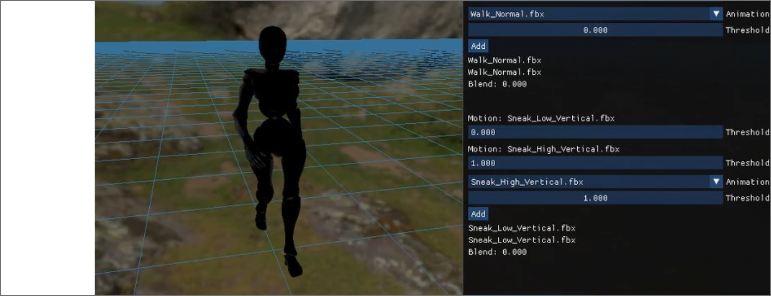 Walk_Normal.fbx Animation
0.000 Threshold
Add
Walk_Normal.fbx
Walk_Normal.fbx
Blend: 0.000
Motion: Sneak_Low_Vertical.fbx
0.000 Threshold
Motion: Sneak_High_Vertical.fbx
1.000 Threshold
Sneak_High_Vertical.fbx Animation
1.000 Threshold
Add
Sneak_Low_Vertical.fbx
Sneak_Low_Vertical.fbx
Blend: 0.000